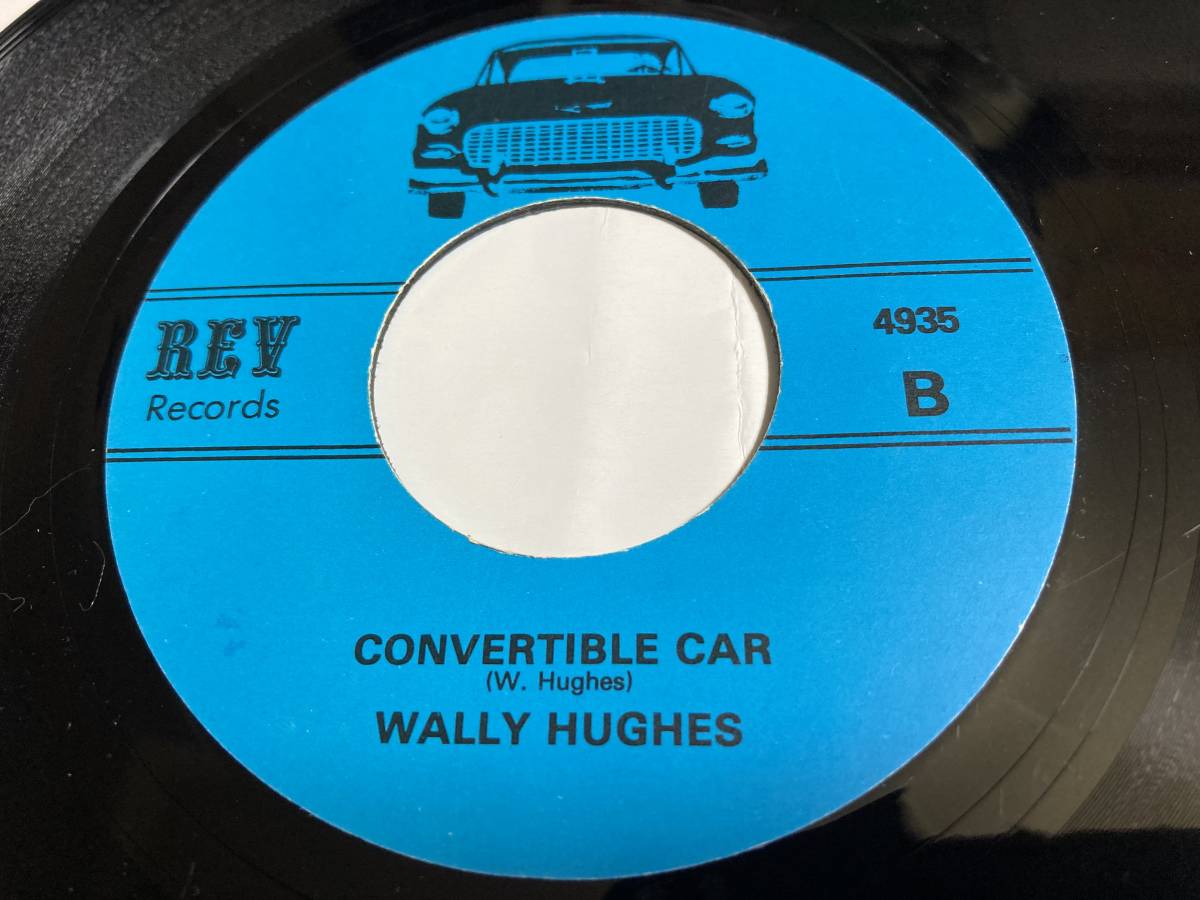 REV
Records
4935
B
CONVERTIBLE CAR
(W. Hughes)
WALLY HUGHES